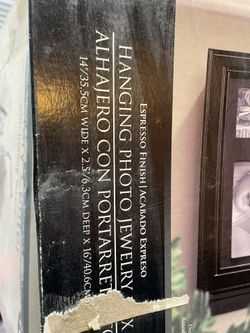 ESPRESSO FINISH|ACABADO EXPRESO
HANGING PHOTO JEWELRY
ALHAJERO CON PORTARRET
14"/35.5CM WIDE X 2.5"/6.3CM DEEP X 16"/40.6C